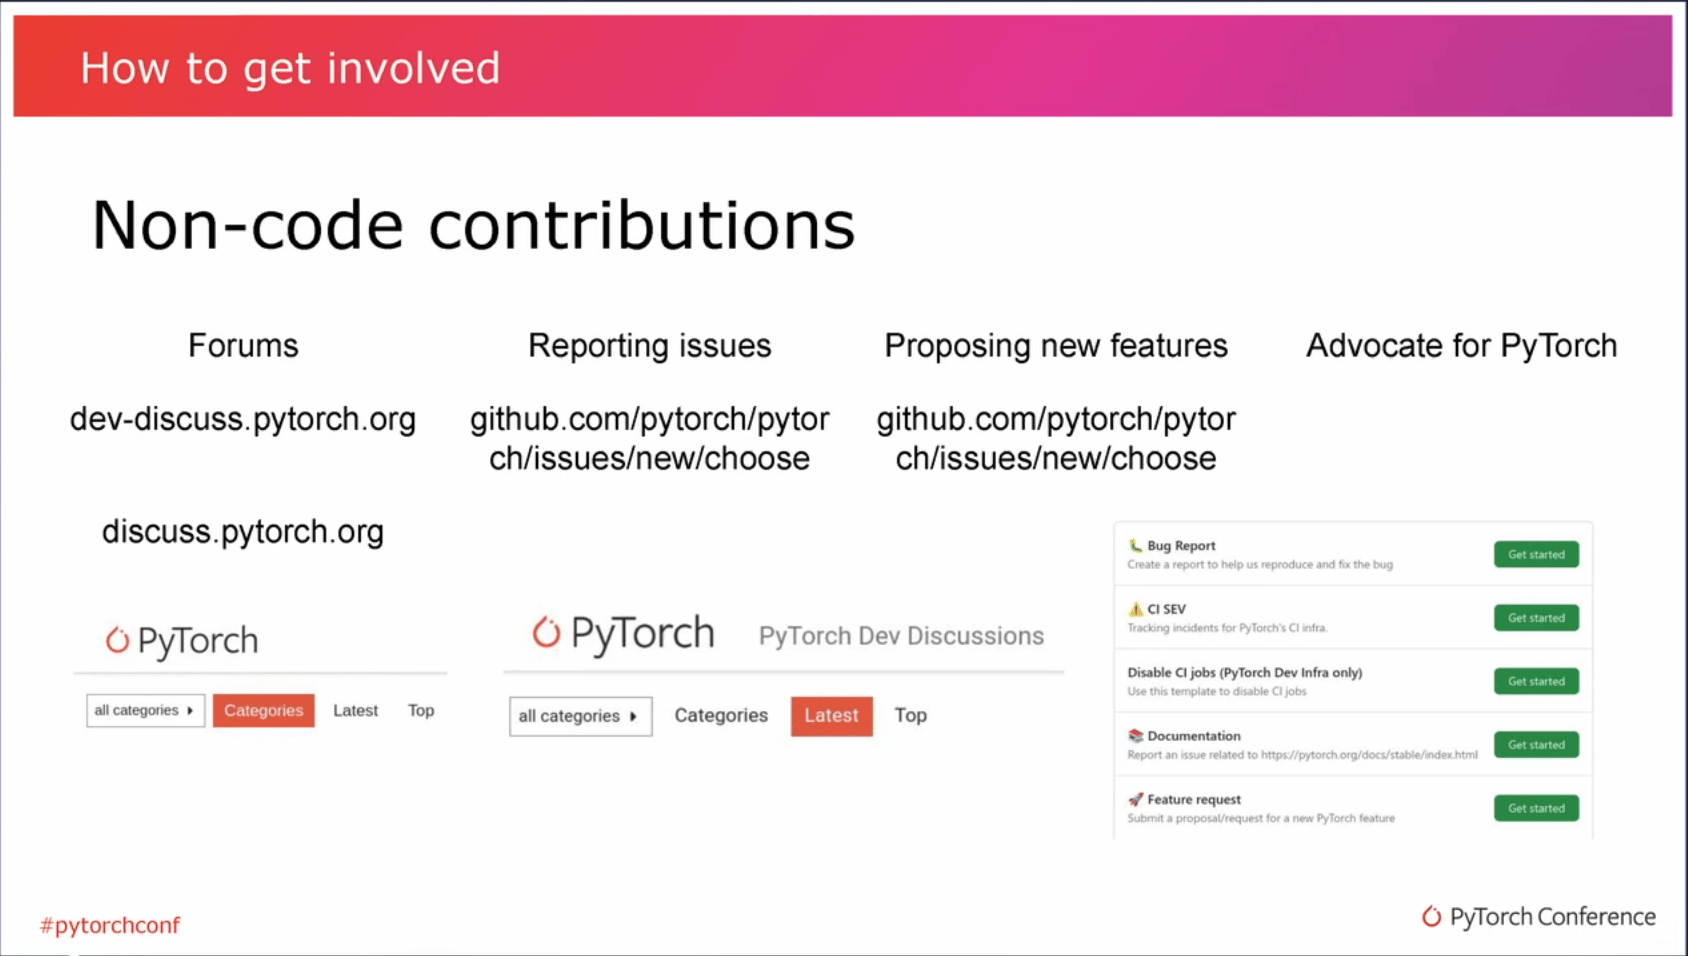 How to get involved
Non-code contributions
Forums
dev-discuss.pytorch.org
discuss.pytorch.org
Reporting issues
github.com/pytorch/pytor
ch/issues/new/choose
Proposing new features
github.com/pytorch/pytor
ch/issues/new/choose
Advocate for PyTorch
PyTorch
all categories Categories Latest Top
PyTorch PyTorch Dev Discussions
all categories Categories Latest Top
Bug Report
Create a report to help us reproduce and fix the bug
Get started
CI SEV
Tracking incidents for PyTorch's CI infra.
Get started
Disable CI jobs (PyTorch Dev Infra only)
Use this template to disable CI jobs
Get started
Documentation
Report an issue related to https://pytorch.org/docs/stable/index.html
Get started
Feature request
Submit a proposal/request for a new PyTorch feature
Get started
#pytorchconf
PyTorch Conference